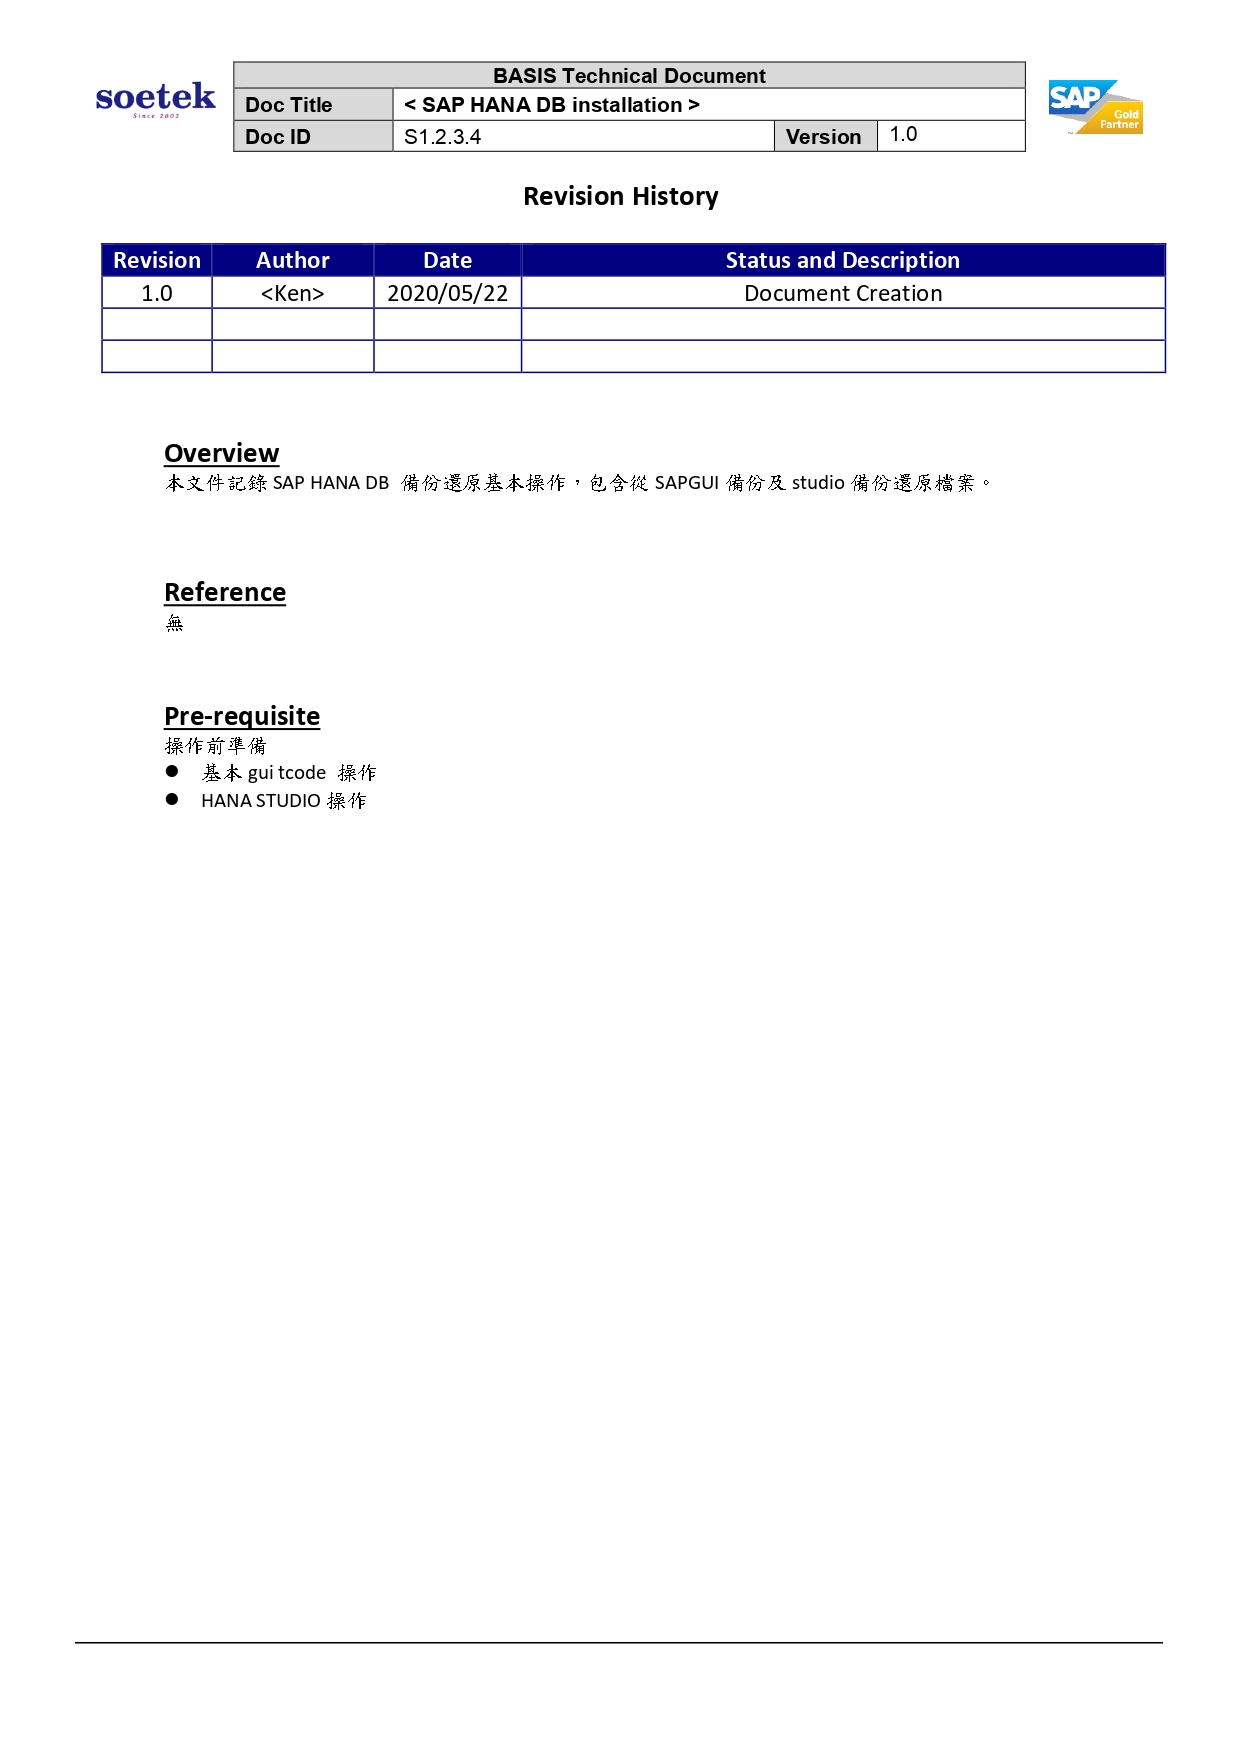 soetek
Since 2002
BASIS Technical Document
Doc Title < SAP HANA DB installation >
Doc ID S1.2.3.4 Version 1.0
SAP
Gold
Partner
Revision History
Revision Author Date Status and Description
1.0 <Ken> 2020/05/22 Document Creation
Overview
本文件記錄 SAP HANA DB 備份還原基本操作，包含從 SAPGUI 備份及 studio 備份還原檔案。
Reference
無
Pre-requisite
操作前準備
● 基本 gui tcode 操作
● HANA STUDIO 操作